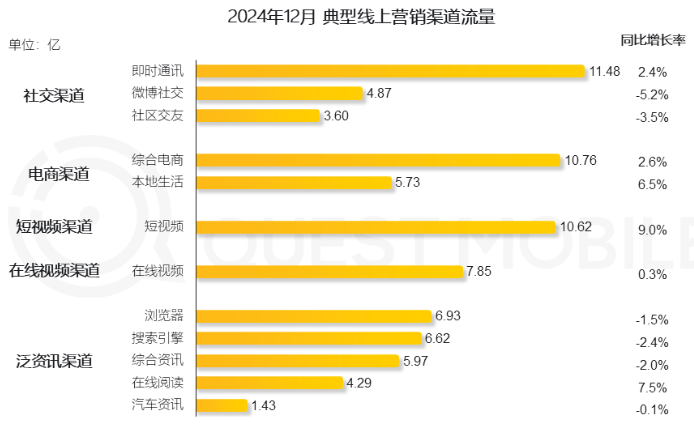 2024年12月 典型线上营销渠道流量
单位：亿
同比增长率
社交渠道
即时通讯 11.48 2.4%
微博社交 4.87 -5.2%
社区交友 3.60 -3.5%
电商渠道
综合电商 10.76 2.6%
本地生活 5.73 6.5%
短视频渠道 短视频 10.62 9.0%
在线视频渠道 在线视频 7.85 0.3%
泛资讯渠道
浏览器 6.93 -1.5%
搜索引擎 6.62 -2.4%
综合资讯 5.97 -2.0%
在线阅读 4.29 7.5%
汽车资讯 1.43 -0.1%
QUEST MOBILE